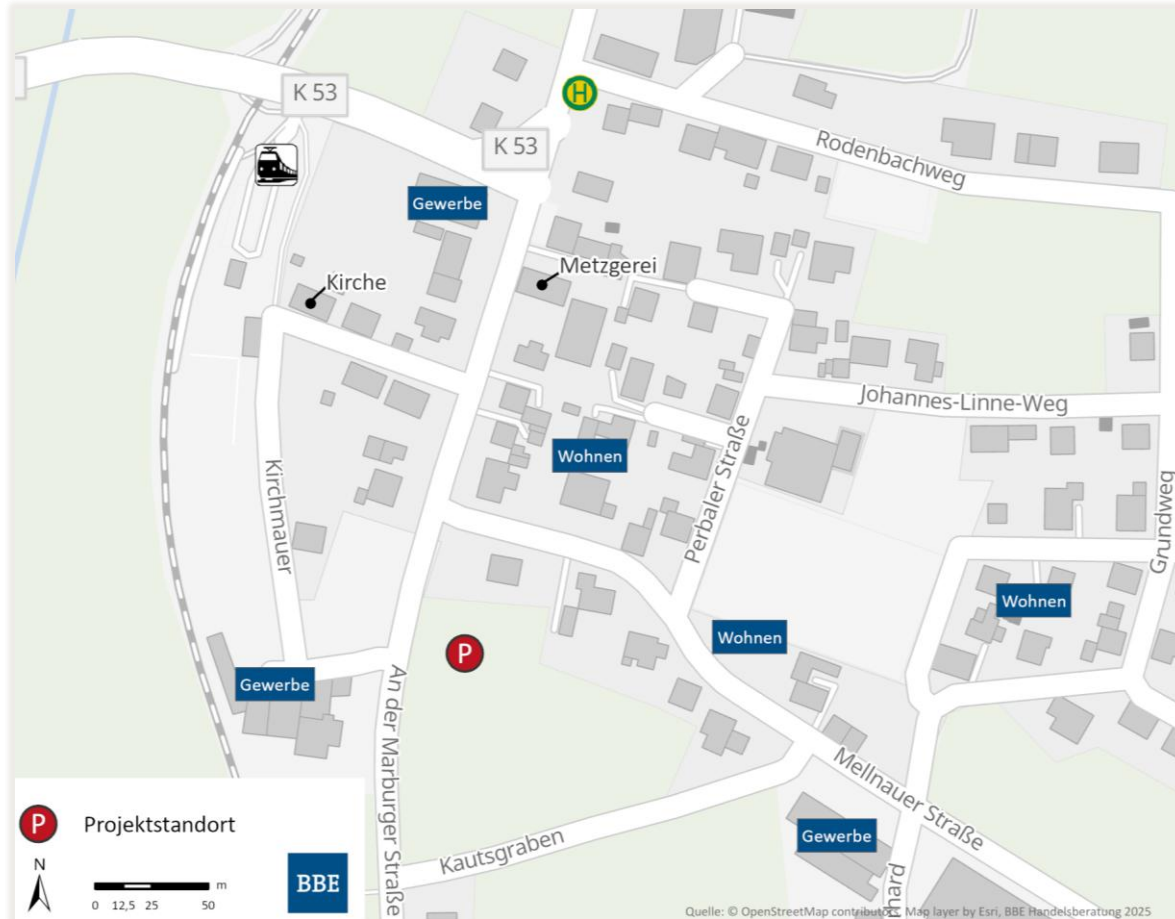 K 53
H
K 53
Rodenbachweg
Gewerbe
Metzgerei
Kirche
Johannes-Linne-Weg
Wohnen
Kirchmauer
Perbaler Straße
Grundweg
Wohnen
Wohnen
P
Gewerbe
An der Marburger Straße
Mellnauer Straße
Kautsgraben
Gewerbe
chard
P Projektstandort
N
m
0 12,5 25 50
BBE
Quelle: © OpenStreetMap contributors, Map layer by Esri, BBE Handelsberatung 2025